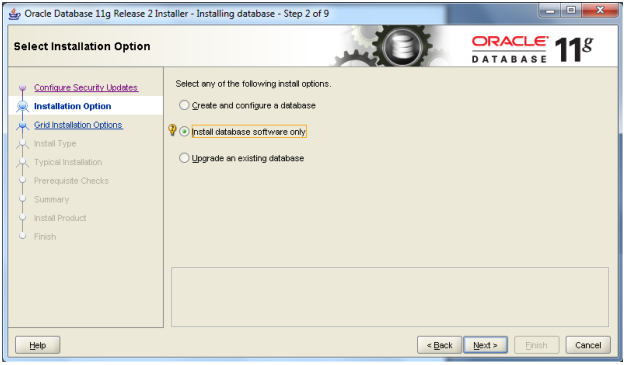 Oracle Database 11g Release 2 Installer - Installing database - Step 2 of 9
Select Installation Option
ORACLE
DATABASE 11g
Configure Security Updates
Installation Option
Grid Installation Options
Install Type
Typical Installation
Prerequisite Checks
Summary
Install Product
Finish
Select any of the following install options.
Create and configure a database
Install database software only
Upgrade an existing database
Help
< Back
Next >
Finish
Cancel